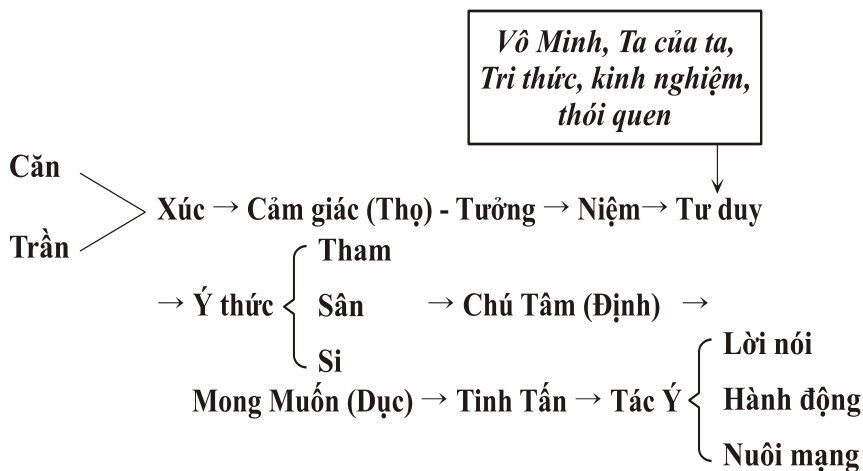 Vô Minh, Ta của ta,
Tri thức, kinh nghiệm,
thói quen
Căn
Trần
Xúc → Cảm giác (Thọ) - Tưởng → Niệm → Tư duy
→ Ý thức
Tham
Sân
Si
→ Chú Tâm (Định) →
Mong Muốn (Dục) → Tinh Tấn → Tác Ý
Lời nói
Hành động
Nuôi mạng